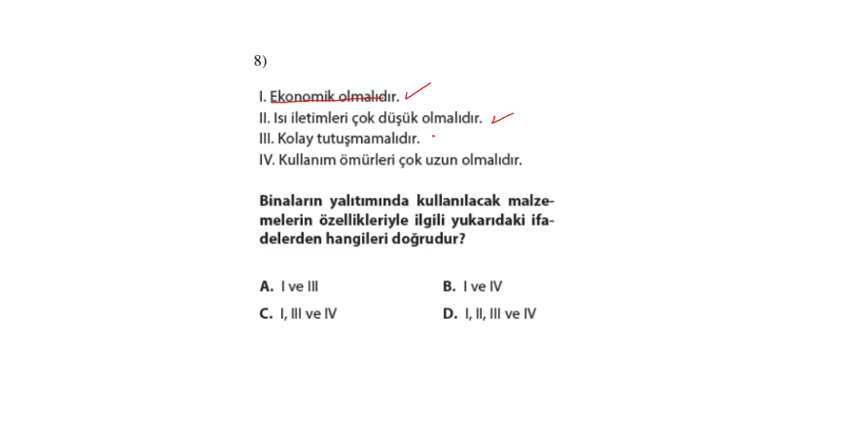 8)
I. Ekonomik olmalıdır.
II. Isı iletimleri çok düşük olmalıdır.
III. Kolay tutuşmamalıdır.
IV. Kullanım ömürleri çok uzun olmalıdır.
Binaların yalıtımında kullanılacak malze-
melerin özellikleriyle ilgili yukarıdaki ifa-
delerden hangileri doğrudur?
A. I ve III
B. I ve IV
C. I, III ve IV
D. I, II, III ve IV